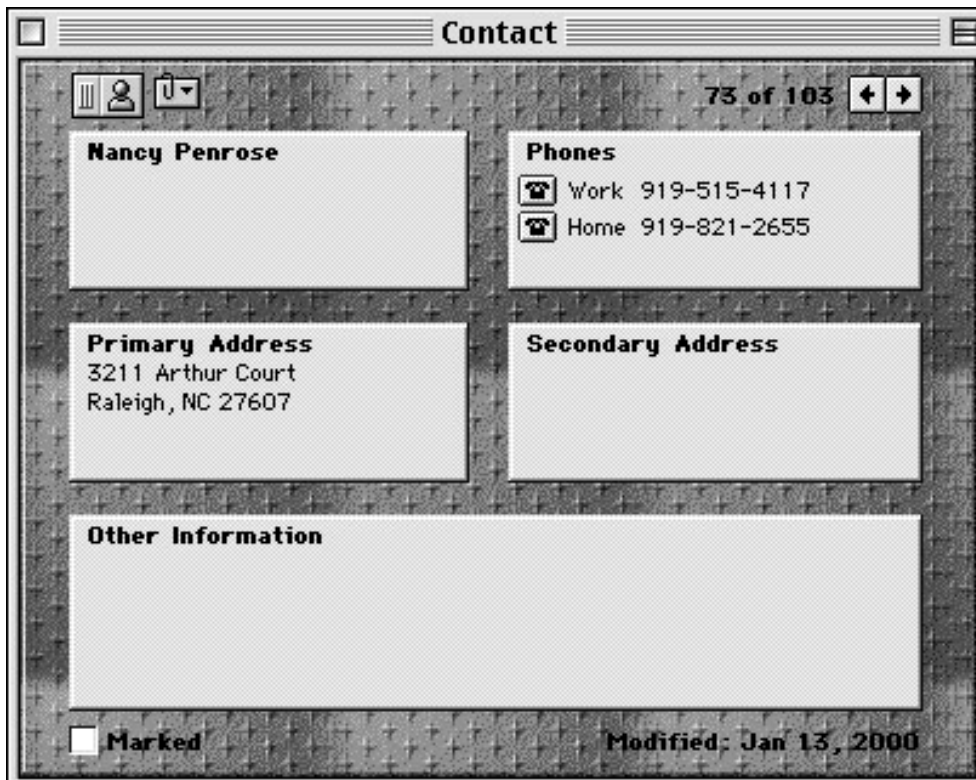 Contact
73 of 103
Nancy Penrose
Phones
Work 919-515-4117
Home 919-821-2655
Primary Address
3211 Arthur Court
Raleigh, NC 27607
Secondary Address
Other Information
Marked
Modified: Jan 13, 2000